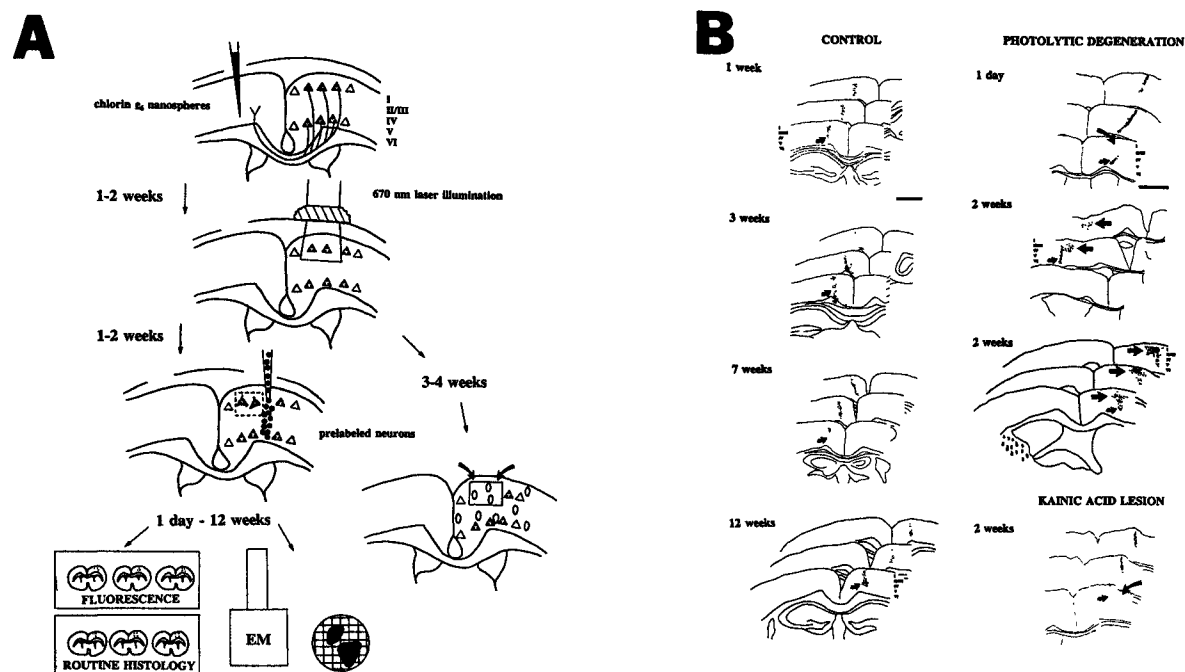 A
chlorin e₆ nanospheres
I
II/III
IV
V
VI
1-2 weeks
670 nm laser illumination
1-2 weeks
3-4 weeks
prelabeled neurons
1 day - 12 weeks
FLUORESCENCE
ROUTINE HISTOLOGY
EM
B
CONTROL
1 week
3 weeks
7 weeks
12 weeks
PHOTOLYTIC DEGENERATION
1 day
2 weeks
2 weeks
KAINIC ACID LESION
2 weeks